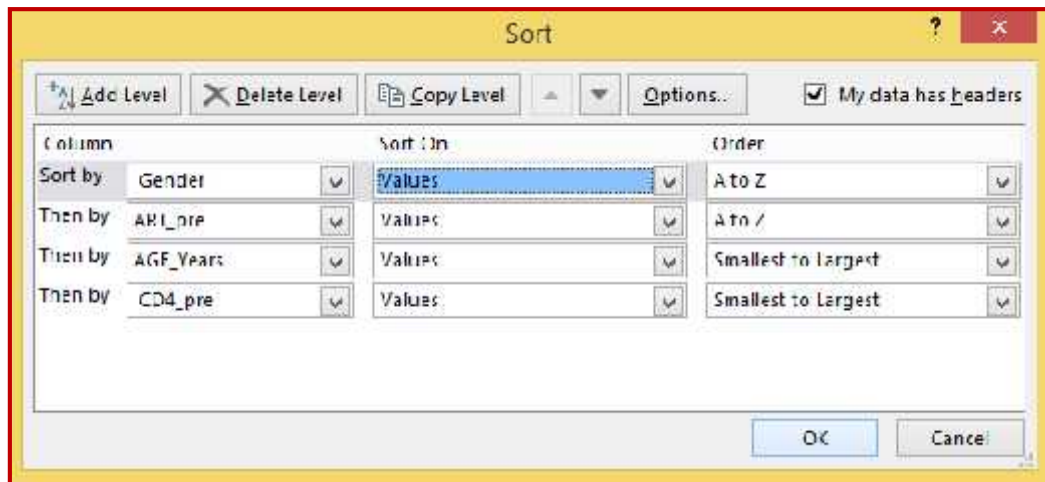 Sort
? x
Add Level Delete Level Copy Level Options.. My data has headers
Column Sort On Order
Sort by Gender Values A to Z
Then by ART_pre Values A to Z
Then by AGE_Years Values Smallest to Largest
Then by CD4_pre Values Smallest to Largest
OK Cancel